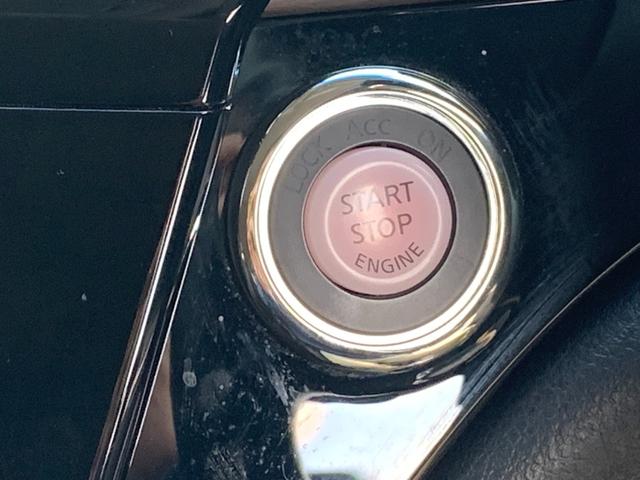 LOCK ACC ON
START
STOP
ENGINE